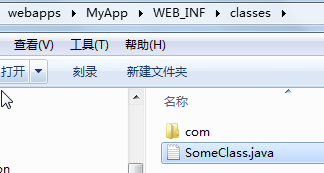 webapps ▸ MyApp ▸ WEB_INF ▸ classes ▸
查看(V) 工具(T) 帮助(H)
打开 刻录 新建文件夹
名称
com
SomeClass.java
on